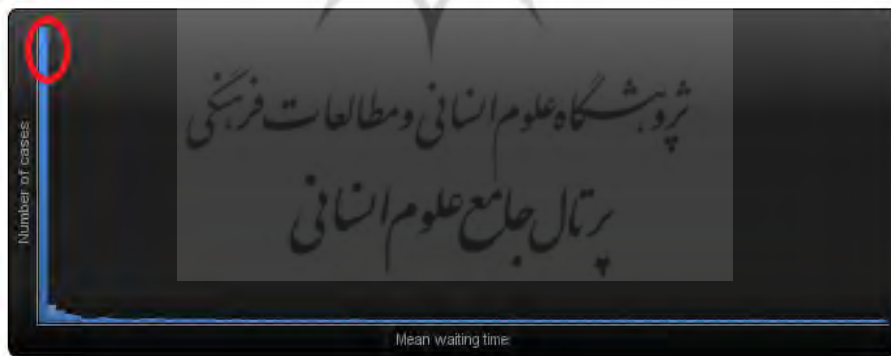 پژوهشگاه علوم انسانی و مطالعات فرهنگی
پرتال جامع علوم انسانی
Number of cases
Mean waiting time